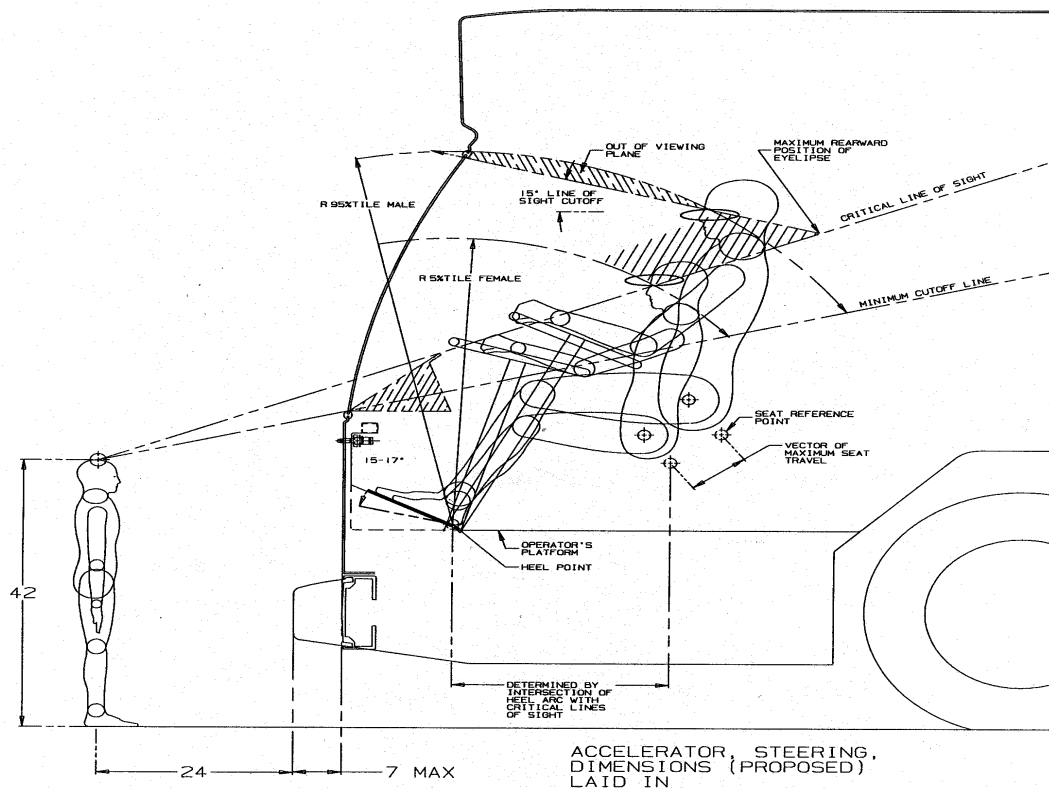 OUT OF VIEWING
PLANE
MAXIMUM REARWARD
POSITION OF
EYELIPSE
15° LINE OF
SIGHT CUTOFF
R 95%TILE MALE
CRITICAL LINE OF SIGHT
R 5%TILE FEMALE
MINIMUM CUTOFF LINE
SEAT REFERENCE
POINT
VECTOR OF
MAXIMUM SEAT
TRAVEL
15-17°
OPERATOR'S
PLATFORM
HEEL POINT
42
DETERMINED BY
INTERSECTION OF
HEEL ARC WITH
CRITICAL LINES
OF SIGHT
24
7 MAX
ACCELERATOR, STEERING,
DIMENSIONS (PROPOSED)
LAID IN